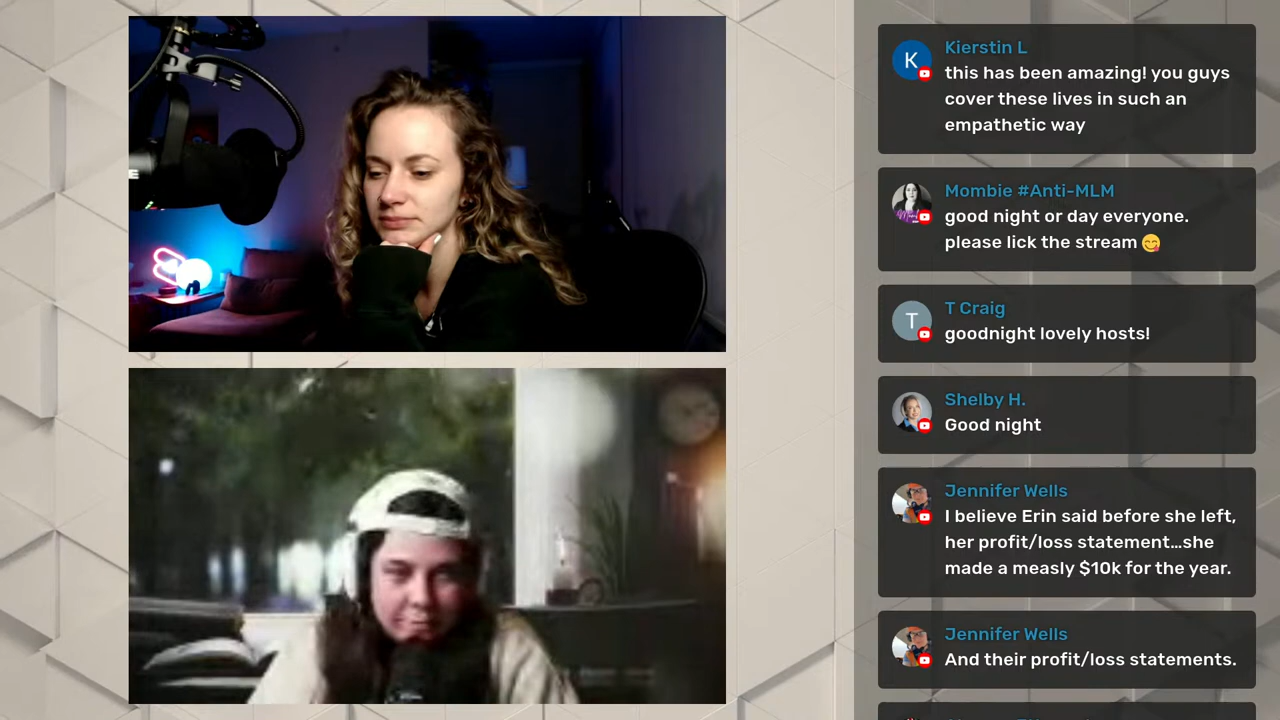 Kierstin L
this has been amazing! you guys
cover these lives in such an
empathetic way
Mombie #Anti-MLM
good night or day everyone.
please lick the stream 😋
T Craig
goodnight lovely hosts!
Shelby H.
Good night
Jennifer Wells
I believe Erin said before she left,
her profit/loss statement...she
made a measly $10k for the year.
Jennifer Wells
And their profit/loss statements.
K
T
E